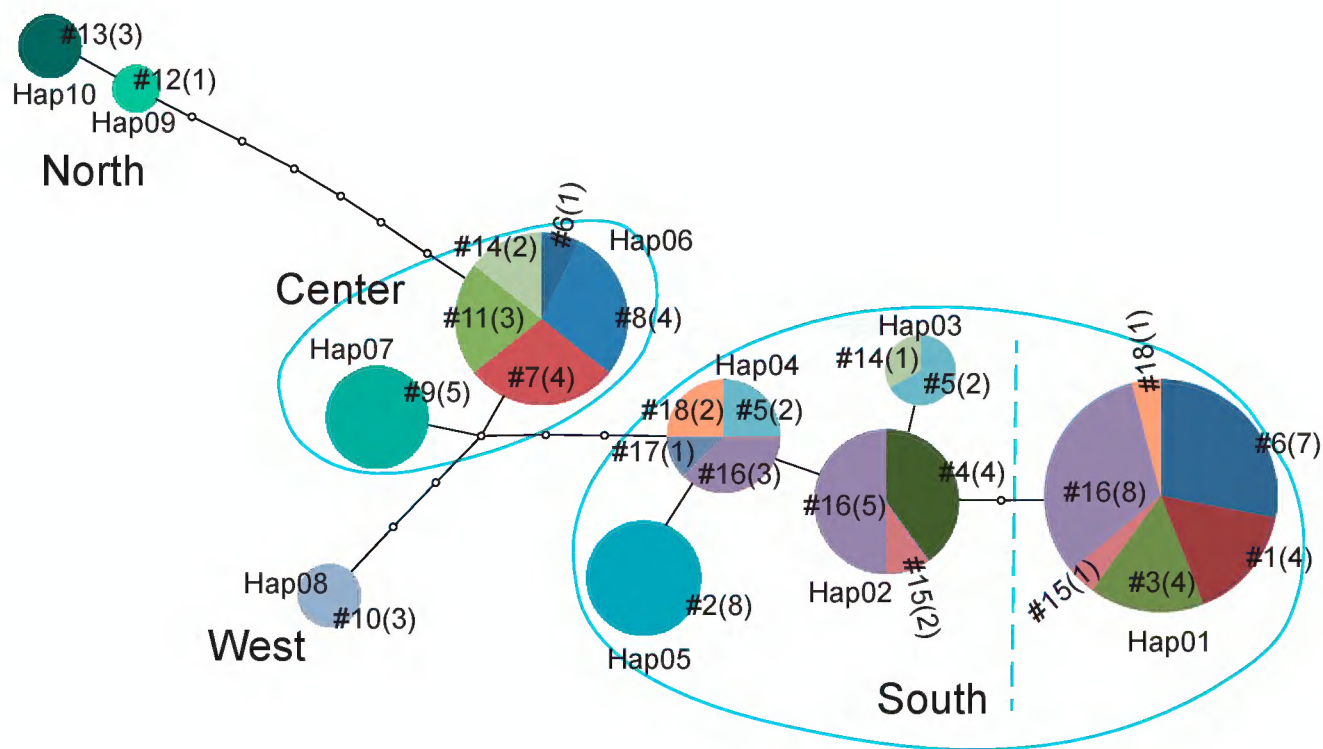 #13(3)
Hap10
#12(1)
Hap09
North
#14(2)
#6(1)
Hap06
Center
#11(3)
#8(4)
#7(4)
Hap07
#9(5)
Hap08
#10(3)
West
Hap04
#18(2)
#5(2)
#17(1)
#16(3)
Hap03
#14(1)
#5(2)
#16(5)
#4(4)
#15(2)
Hap02
#2(8)
Hap05
#18(1)
#6(7)
#16(8)
#1(4)
#15(1)
#3(4)
Hap01
South